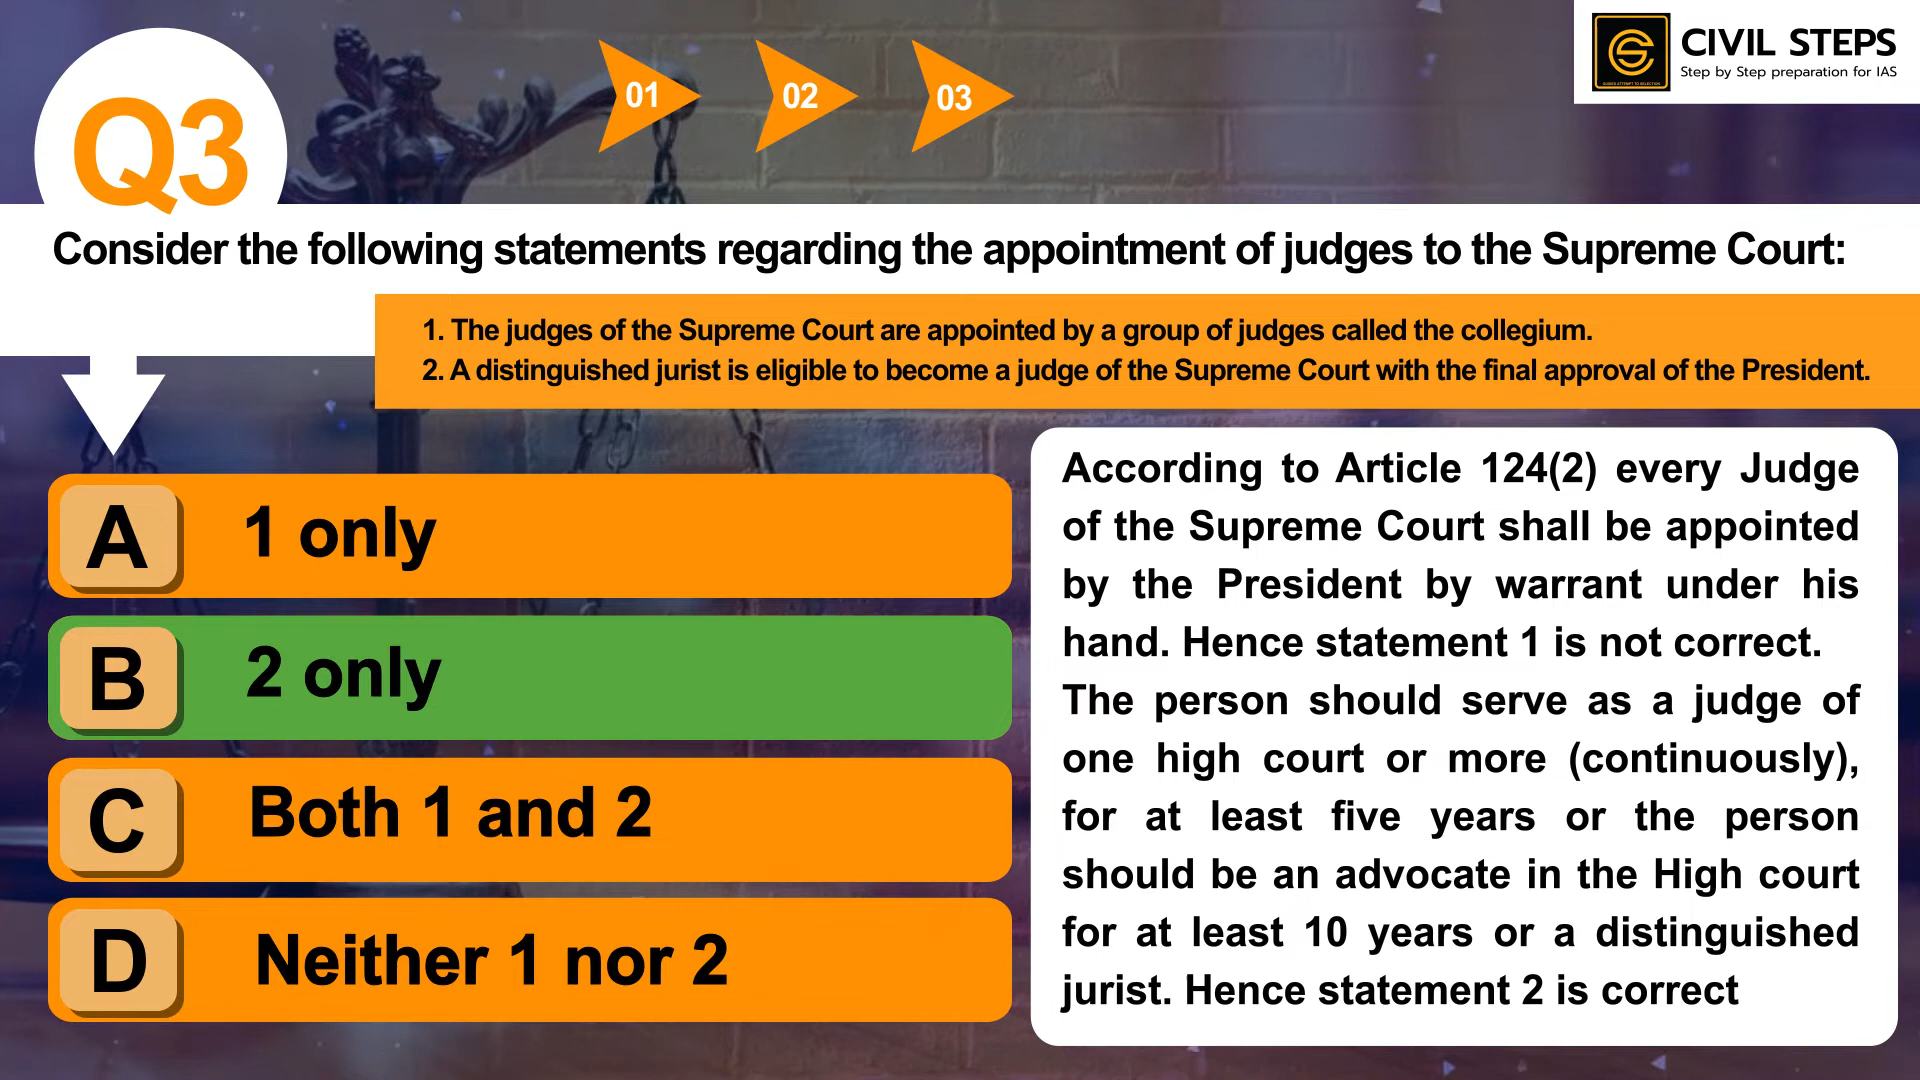 Q3
01
02
03
CIVIL STEPS
Step by Step preparation for IAS
Consider the following statements regarding the appointment of judges to the Supreme Court:
1. The judges of the Supreme Court are appointed by a group of judges called the collegium.
2. A distinguished jurist is eligible to become a judge of the Supreme Court with the final approval of the President.
A 1 only
B 2 only
C Both 1 and 2
D Neither 1 nor 2
According to Article 124(2) every Judge
of the Supreme Court shall be appointed
by the President by warrant under his
hand. Hence statement 1 is not correct.
The person should serve as a judge of
one high court or more (continuously),
for at least five years or the person
should be an advocate in the High court
for at least 10 years or a distinguished
jurist. Hence statement 2 is correct